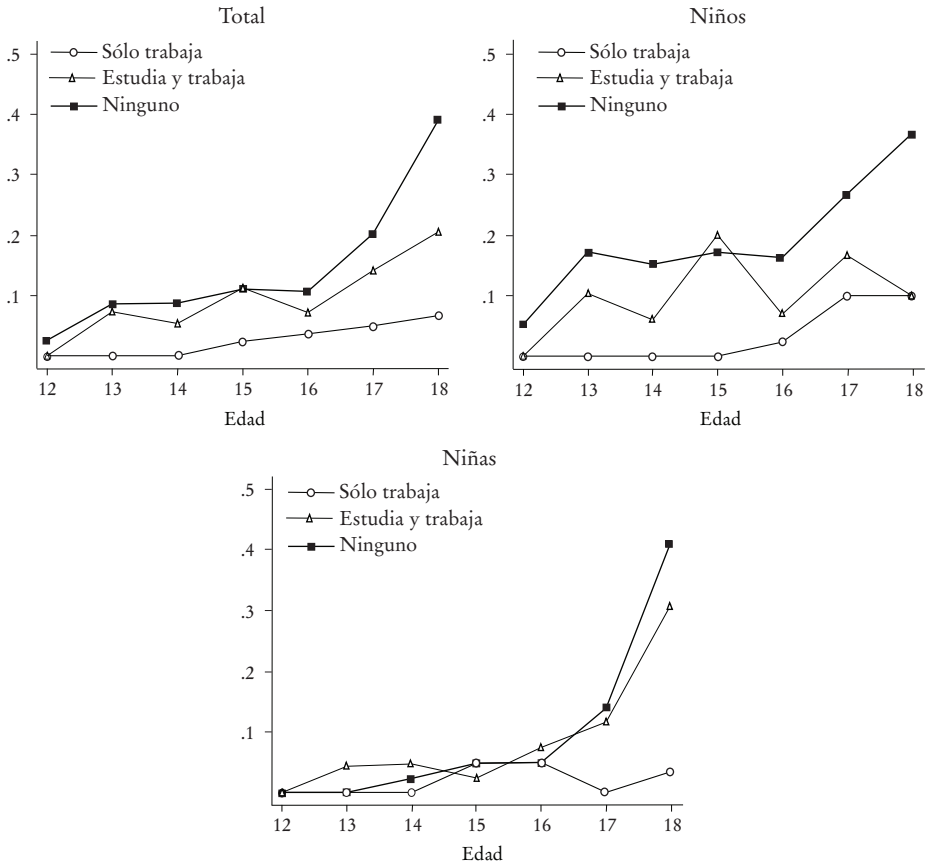 Total
.5
Sólo trabaja
Estudia y trabaja
Ninguno
.4
.3
.2
.1
12 13 14 15 16 17 18
Edad
Niños
.5
Sólo trabaja
Estudia y trabaja
Ninguno
.4
.3
.2
.1
12 13 14 15 16 17 18
Edad
Niñas
.5
Sólo trabaja
Estudia y trabaja
Ninguno
.4
.3
.2
.1
12 13 14 15 16 17 18
Edad